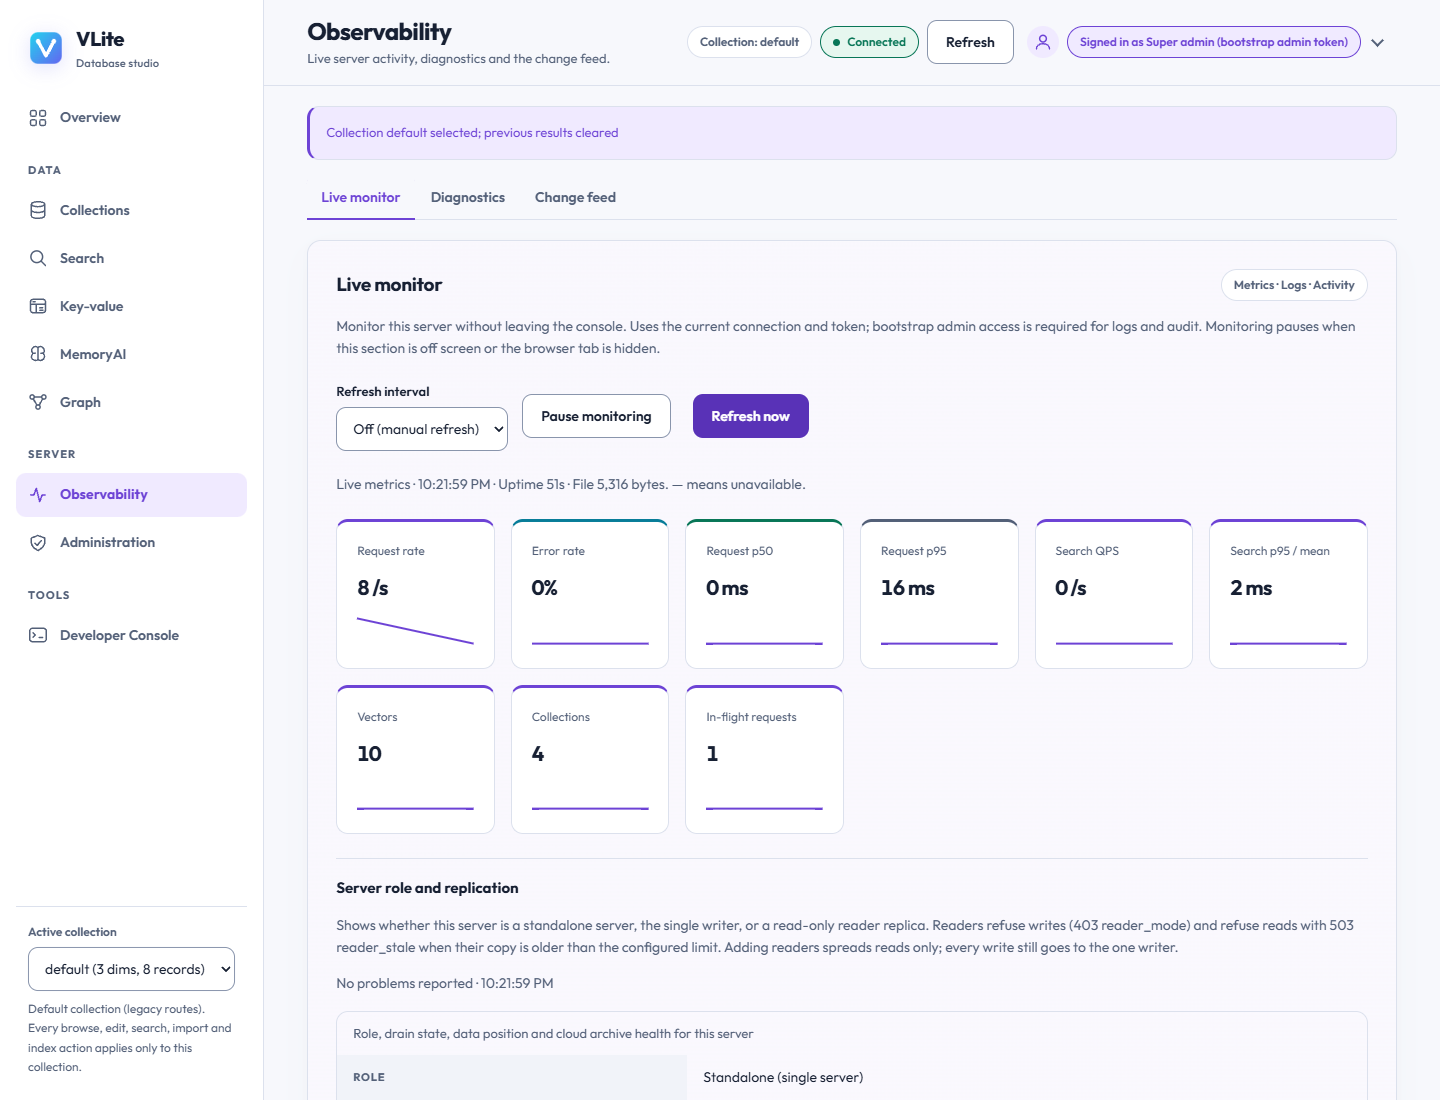 VLite
Database studio
Overview
DATA
Collections
Search
Key-value
MemoryAI
Graph
SERVER
Observability
Administration
TOOLS
Developer Console
Active collection
default (3 dims, 8 records)
Default collection (legacy routes).
Every browse, edit, search, import and
index action applies only to this
collection.
Observability
Live server activity, diagnostics and the change feed.
Collection: default
Connected
Refresh
Signed in as Super admin (bootstrap admin token)
Collection default selected; previous results cleared
Live monitor
Diagnostics
Change feed
Live monitor
Metrics · Logs · Activity
Monitor this server without leaving the console. Uses the current connection and token; bootstrap admin access is required for logs and audit. Monitoring pauses when
this section is off screen or the browser tab is hidden.
Refresh interval
Off (manual refresh)
Pause monitoring
Refresh now
Live metrics · 10:21:59 PM · Uptime 51s · File 5,316 bytes. — means unavailable.
Request rate
8 /s
Error rate
0%
Request p50
0 ms
Request p95
16 ms
Search QPS
0 /s
Search p95 / mean
2 ms
Vectors
10
Collections
4
In-flight requests
1
Server role and replication
Shows whether this server is a standalone server, the single writer, or a read-only reader replica. Readers refuse writes (403 reader_mode) and refuse reads with 503
reader_stale when their copy is older than the configured limit. Adding readers spreads reads only; every write still goes to the one writer.
No problems reported · 10:21:59 PM
Role, drain state, data position and cloud archive health for this server
ROLE
Standalone (single server)